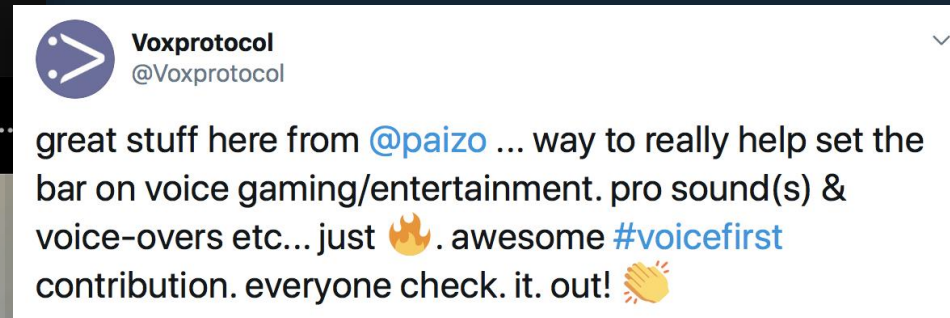 Voxprotocol
@Voxprotocol
great stuff here from @paizo ... way to really help set the
bar on voice gaming/entertainment. pro sound(s) &
voice-overs etc... just 🔥. awesome #voicefirst
contribution. everyone check. it. out! 👏